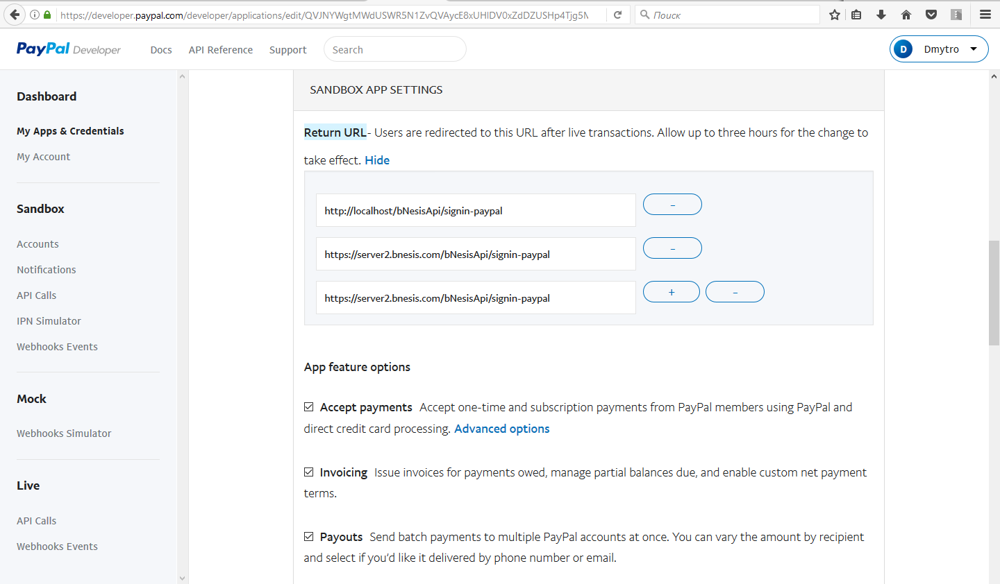 https://developer.paypal.com/developer/applications/edit/QVJNYWgtMWdUSWR5N1ZvQVAycE8xUHlDV0xZdDZUSHp4Tjg5N
Поиск
PayPal Developer
Docs
API Reference
Support
Search
D
Dmytro
Dashboard
My Apps & Credentials
My Account
Sandbox
Accounts
Notifications
API Calls
IPN Simulator
Webhooks Events
Mock
Webhooks Simulator
Live
API Calls
Webhooks Events
SANDBOX APP SETTINGS
Return URL- Users are redirected to this URL after live transactions. Allow up to three hours for the change to
take effect. Hide
http://localhost/bNesisApi/signin-paypal
-
https://server2.bnesis.com/bNesisApi/signin-paypal
-
https://server2.bnesis.com/bNesisApi/signin-paypal
+ -
App feature options
Accept payments Accept one-time and subscription payments from PayPal members using PayPal and
direct credit card processing. Advanced options
Invoicing Issue invoices for payments owed, manage partial balances due, and enable custom net payment
terms.
Payouts Send batch payments to multiple PayPal accounts at once. You can vary the amount by recipient
and select if you'd like it delivered by phone number or email.